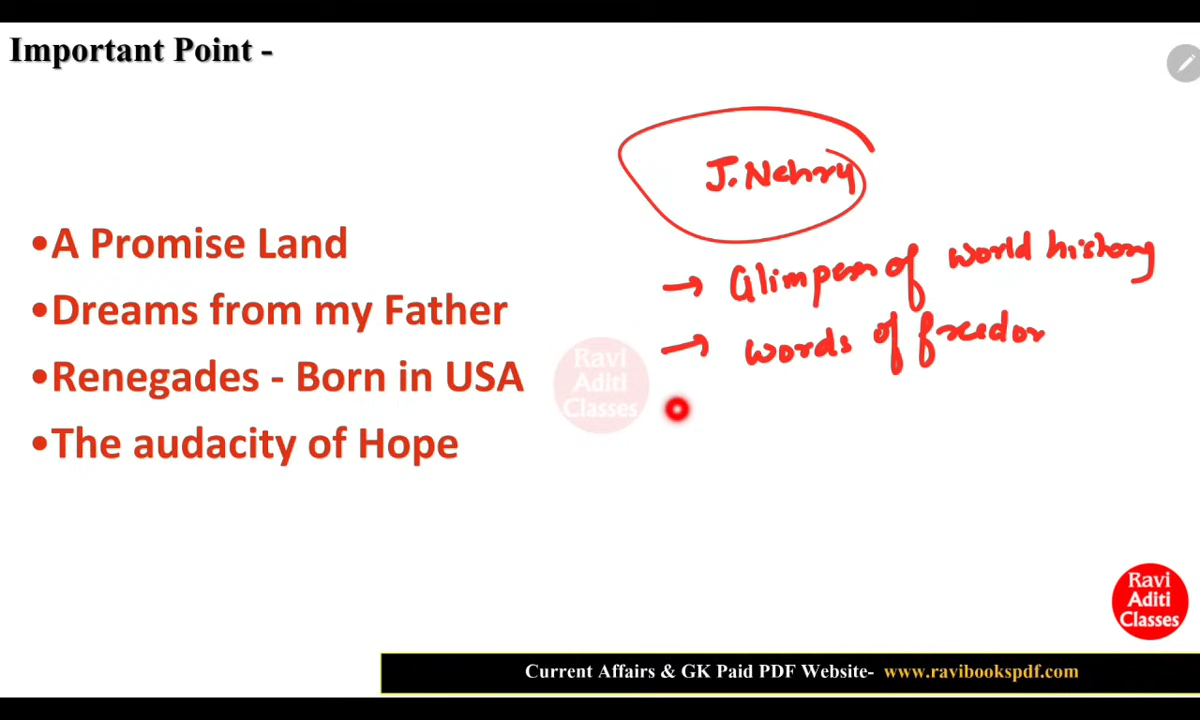 Important Point -
J. Nehru
•A Promise Land
→ Glimpses of world history
•Dreams from my Father
→ words of freedom
•Renegades - Born in USA
Ravi
Aditi
Classes
•The audacity of Hope
Ravi
Aditi
Classes
Current Affairs & GK Paid PDF Website- www.ravibookspdf.com